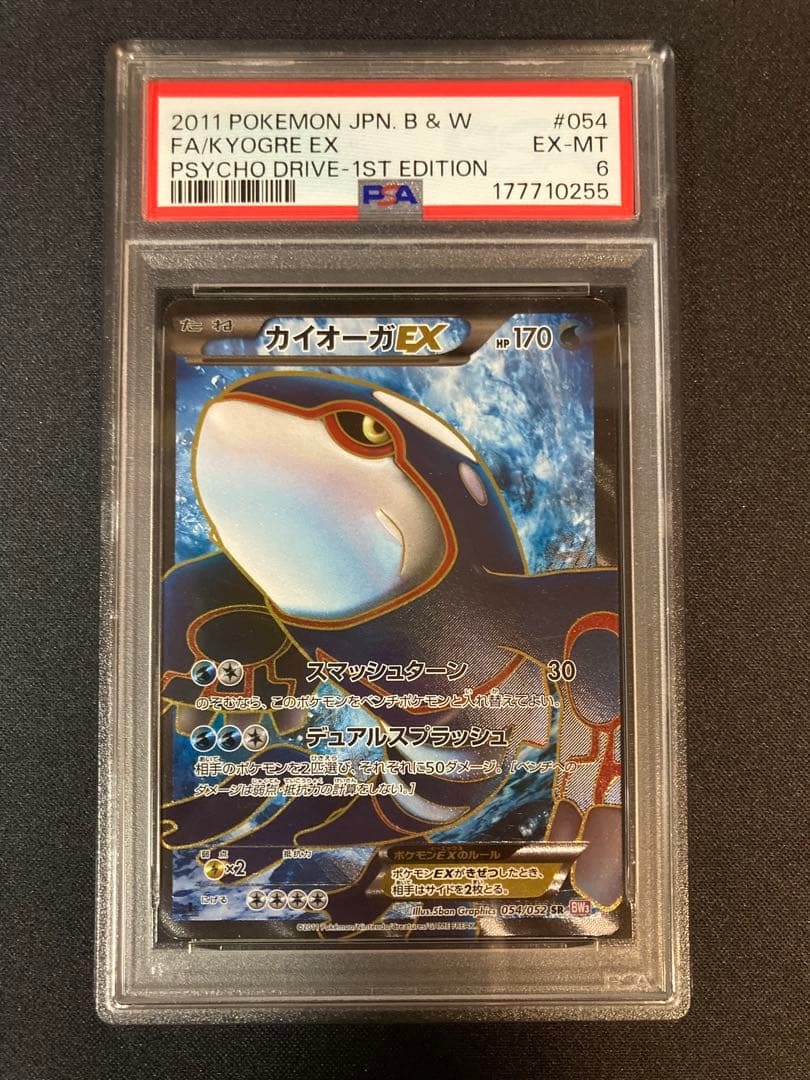 2011 POKEMON JPN. B & W #054
FA/KYOGRE EX EX-MT
PSYCHO DRIVE-1ST EDITION 6
PSA 177710255
たね カイオーガEX HP170
スマッシュターン 30
のぞむなら、このポケモンをベンチポケモンと入れ替えてよい。
デュアルスプラッシュ
相手のポケモンを2匹選び、それぞれに50ダメージ。[ベンチへの
ダメージは弱点・抵抗力の計算をしない。]
弱点 抵抗力
×2
にげる
ポケモンEXのルール
ポケモンEXがきぜつしたとき、
相手はサイドを2枚とる。
Illus. 5ban Graphics 054/052 SR BW3
©2011 Pokémon/Nintendo/Creatures/GAME FREAK
PSA